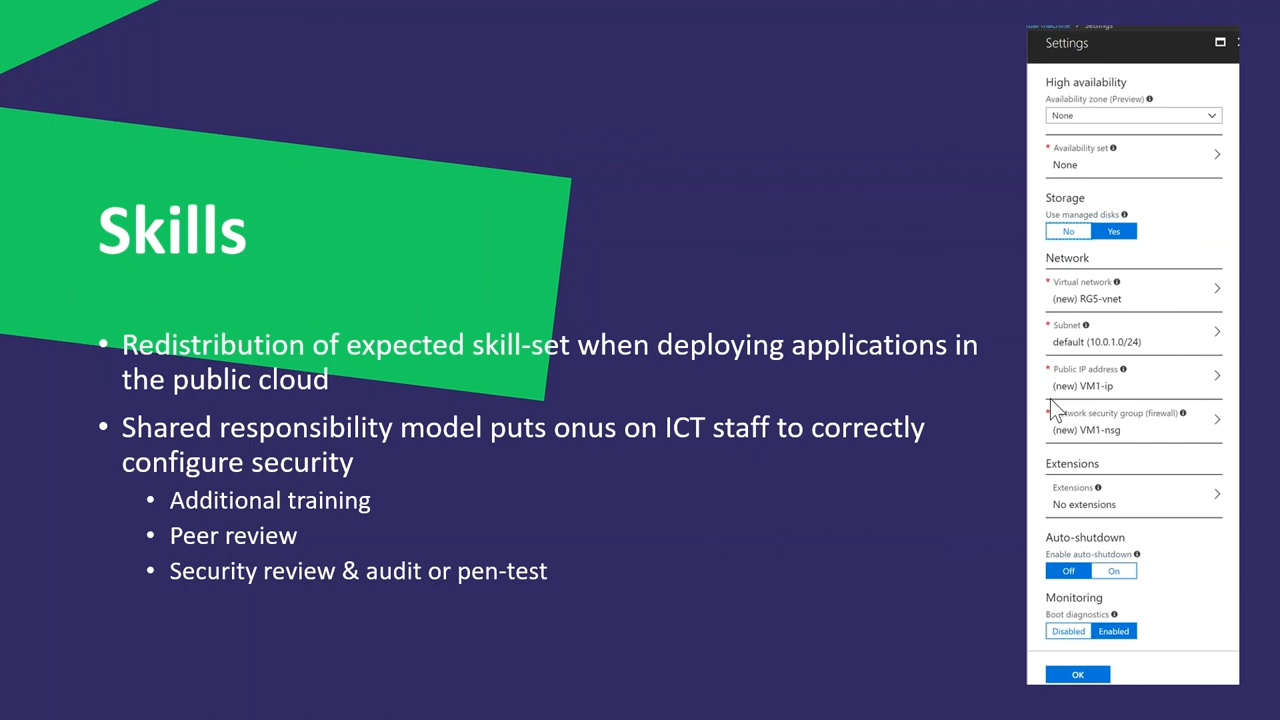 Skills
• Redistribution of expected skill-set when deploying applications in
the public cloud
• Shared responsibility model puts onus on ICT staff to correctly
configure security
• Additional training
• Peer review
• Security review & audit or pen-test
Settings
Settings
High availability
Availability zone (Preview)
None
* Availability set
None
Storage
Use managed disks
No Yes
Network
* Virtual network
(new) RG5-vnet
* Subnet
default (10.0.1.0/24)
* Public IP address
(new) VM1-ip
* security group (firewall)
(new) VM1-nsg
Extensions
Extensions
No extensions
Auto-shutdown
Enable auto-shutdown
Off On
Monitoring
Boot diagnostics
Disabled Enabled
OK